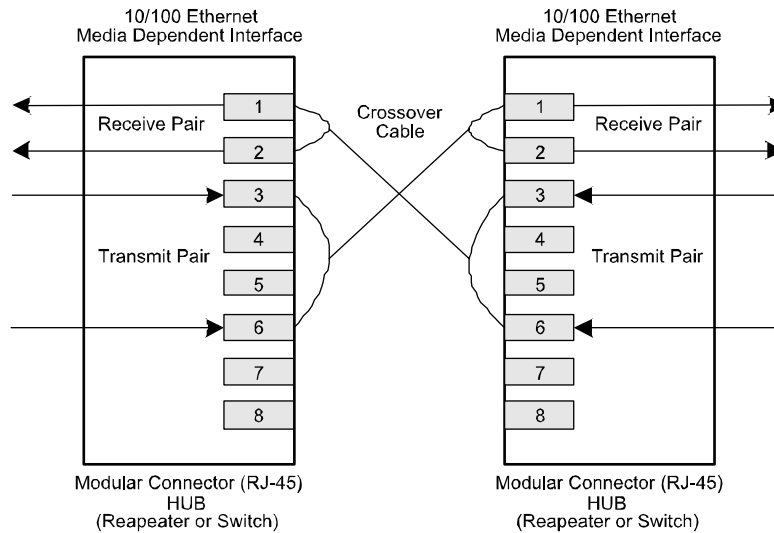 10/100 Ethernet
Media Dependent Interface
10/100 Ethernet
Media Dependent Interface
1
Receive Pair
2
3
4
Transmit Pair
5
6
7
8
Crossover
Cable
1
Receive Pair
2
3
4
Transmit Pair
5
6
7
8
Modular Connector (RJ-45)
HUB
(Reapeater or Switch)
Modular Connector (RJ-45)
HUB
(Reapeater or Switch)